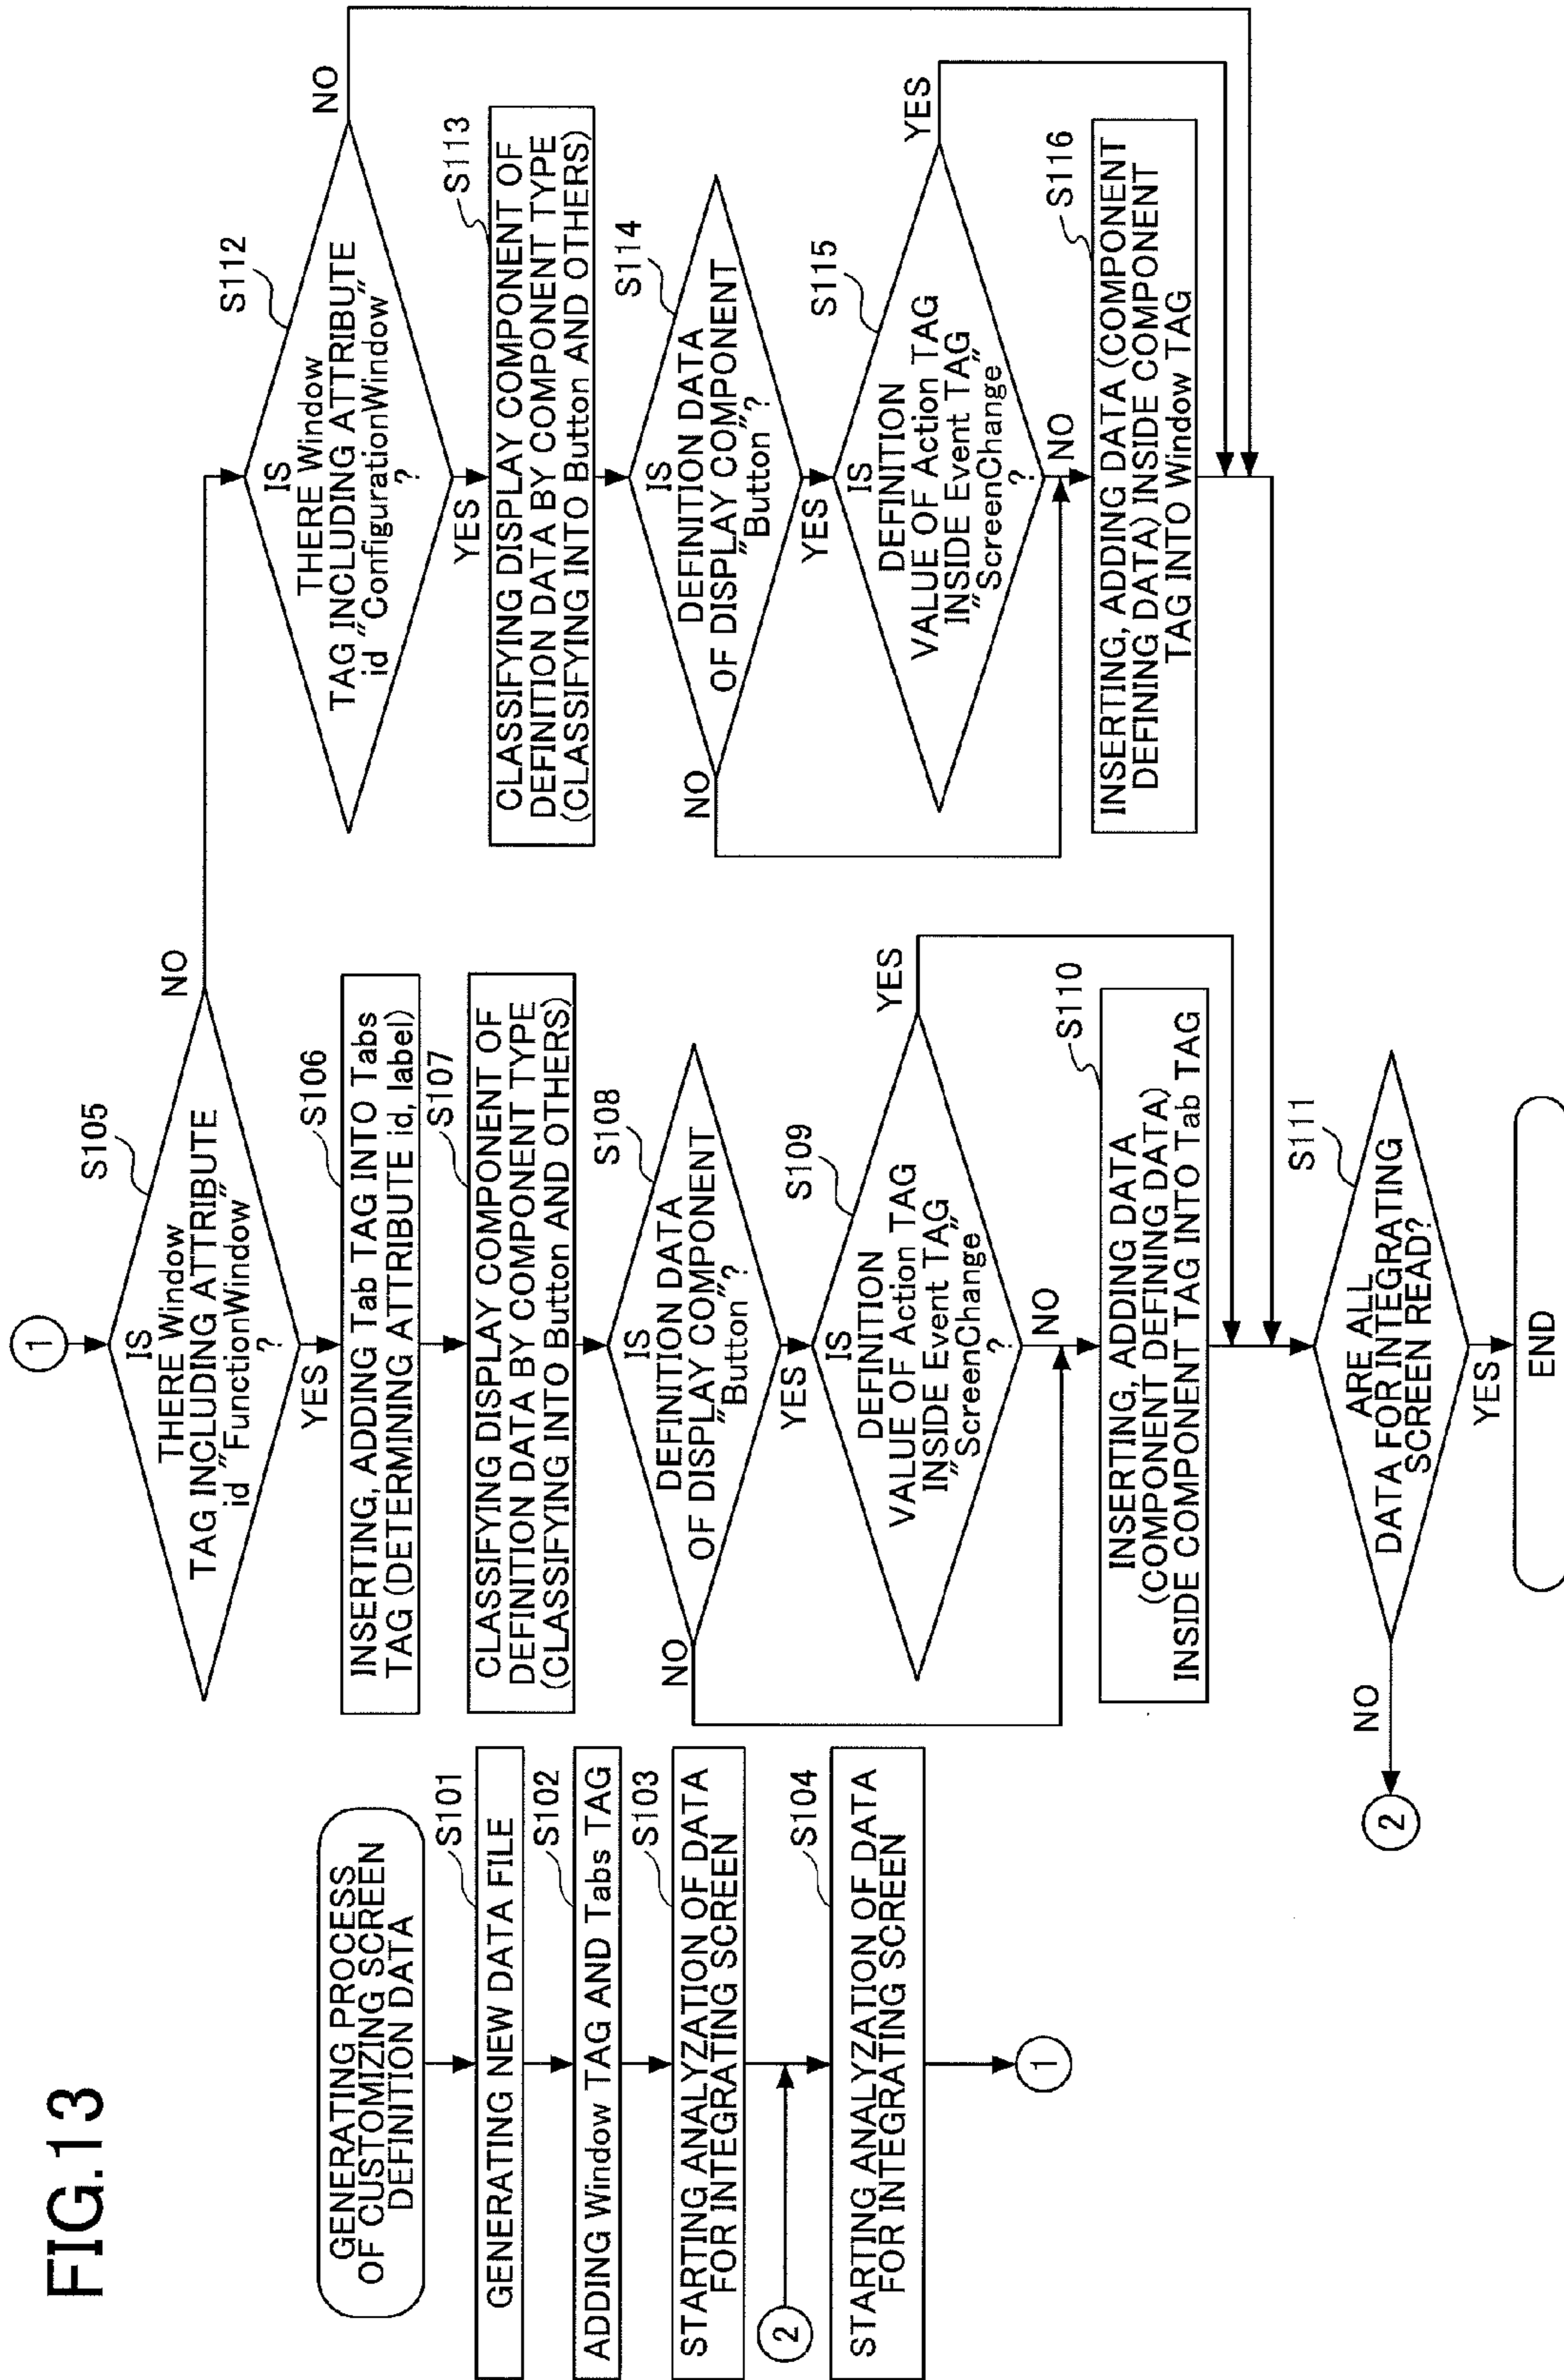 FIG.13
GENERATING PROCESS
OF CUSTOMIZING SCREEN
DEFINITION DATA
S101
GENERATING NEW DATA FILE
S102
ADDING Window TAG AND Tabs TAG
S103
STARTING ANALYZATION OF DATA
FOR INTEGRATING SCREEN
2
S104
STARTING ANALYZATION OF DATA
FOR INTEGRATING SCREEN
1
1
S105
IS
THERE Window
TAG INCLUDING ATTRIBUTE
id "FunctionWindow"
?
NO
YES
S106
INSERTING, ADDING Tab TAG INTO Tabs
TAG (DETERMINING ATTRIBUTE id, label)
S107
CLASSIFYING DISPLAY COMPONENT OF
DEFINITION DATA BY COMPONENT TYPE
(CLASSIFYING INTO Button AND OTHERS)
S108
IS
DEFINITION DATA
OF DISPLAY COMPONENT
"Button"?
NO
YES
S109
IS
DEFINITION
VALUE OF Action TAG
INSIDE Event TAG
"ScreenChange"
?
YES
NO
S110
INSERTING, ADDING DATA
(COMPONENT DEFINING DATA)
INSIDE COMPONENT TAG INTO Tab TAG
S111
ARE ALL
DATA FOR INTEGRATING
SCREEN READ?
NO
2
YES
END
S112
IS
THERE Window
TAG INCLUDING ATTRIBUTE
id "ConfigurationWindow"
?
NO
YES
S113
CLASSIFYING DISPLAY COMPONENT OF
DEFINITION DATA BY COMPONENT TYPE
(CLASSIFYING INTO Button AND OTHERS)
S114
IS
DEFINITION DATA
OF DISPLAY COMPONENT
"Button"?
NO
YES
S115
IS
DEFINITION
VALUE OF Action TAG
INSIDE Event TAG
"ScreenChange"
?
YES
NO
S116
INSERTING, ADDING DATA (COMPONENT
DEFINING DATA) INSIDE COMPONENT
TAG INTO Window TAG